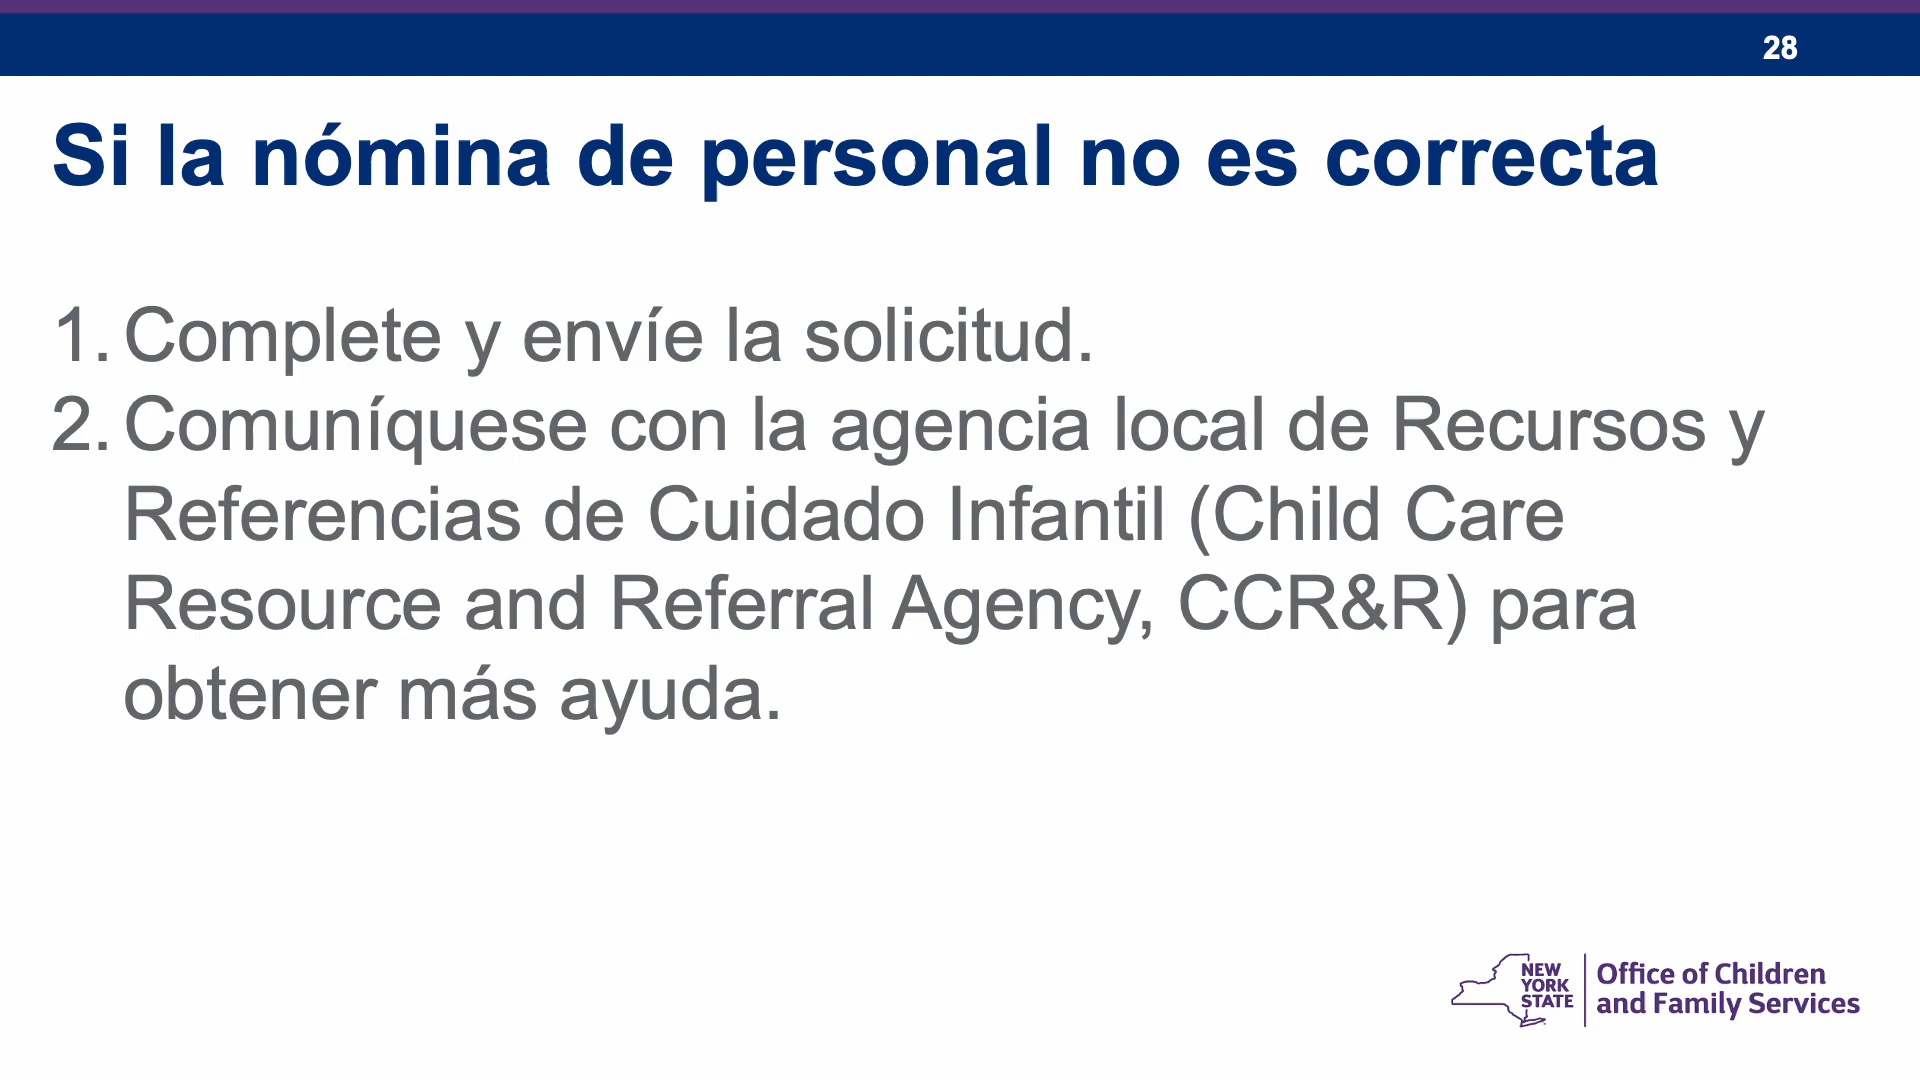 28
Si la nómina de personal no es correcta
1. Complete y envíe la solicitud.
2. Comuníquese con la agencia local de Recursos y
Referencias de Cuidado Infantil (Child Care
Resource and Referral Agency, CCR&R) para
obtener más ayuda.
NEW
YORK
STATE
Office of Children
and Family Services